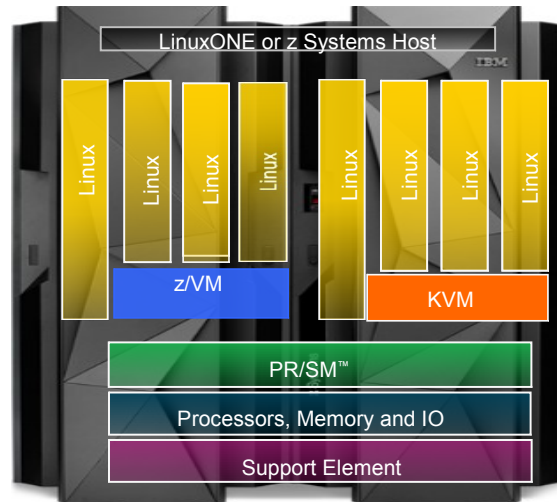 LinuxONE or z Systems Host
IBM
Linux
Linux
Linux
Linux
Linux
Linux
Linux
Linux
z/VM
KVM
PR/SM™
Processors, Memory and IO
Support Element